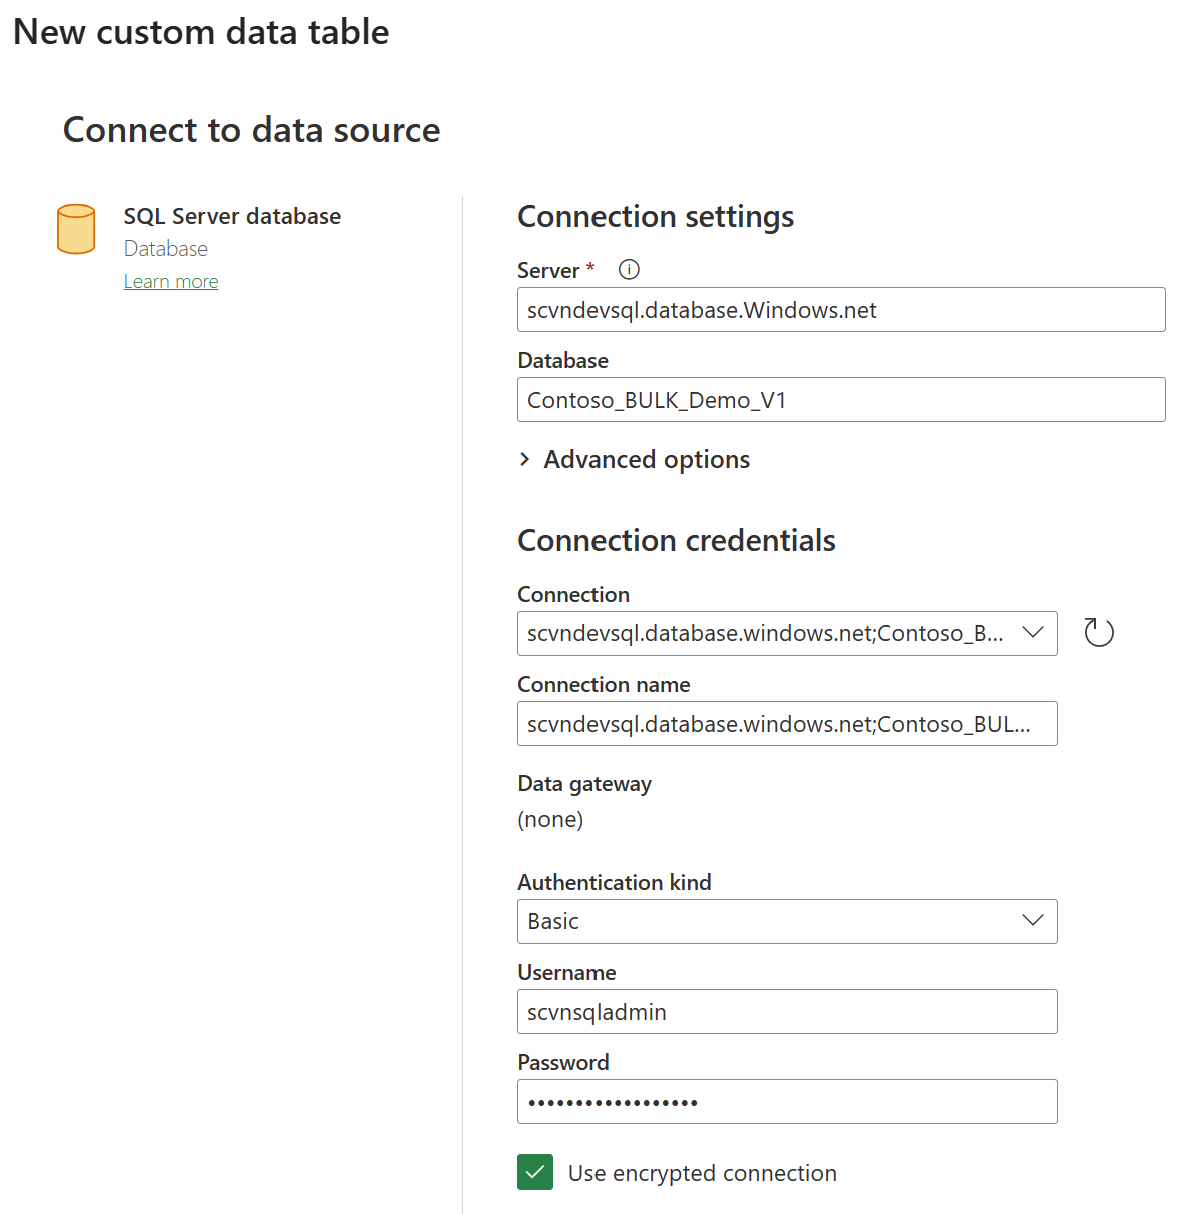 New custom data table
Connect to data source
SQL Server database
Database
Learn more
Connection settings
Server *
scvndevsql.database.Windows.net
Database
Contoso_BULK_Demo_V1
Advanced options
Connection credentials
Connection
scvndevsql.database.windows.net;Contoso_B...
Connection name
scvndevsql.database.windows.net;Contoso_BUL...
Data gateway
(none)
Authentication kind
Basic
Username
scvnsqladmin
Password
••••••••••••••••••
Use encrypted connection